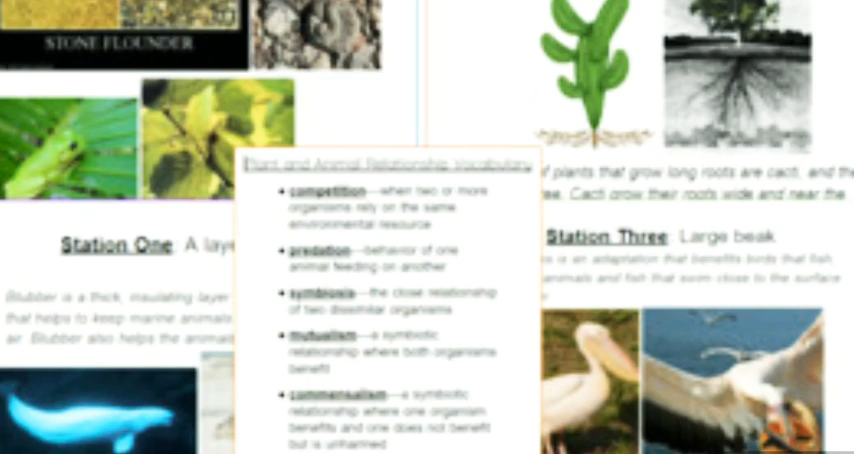 STONE FLOUNDER
of plants that grow long roots are cacti, and the
ee. Cacti grow their roots wide and near the
Plant and Animal Relationship Vocabulary
competition—when two or more
organisms rely on the same
environmental resource
predation—behavior of one
animal feeding on another
symbiosis—the close relationship
of two dissimilar organisms
mutualism—a symbiotic
relationship where both organisms
benefit
commensalism—a symbiotic
relationship where one organism
benefits and one does not benefit
but is unharmed
Station One: A laye
Blubber is a thick, insulating layer
that helps to keep marine animals
air. Blubber also helps the animals
Station Three: Large beak
is an adaptation that benefits birds that fish
animals and fish that swim close to the surface